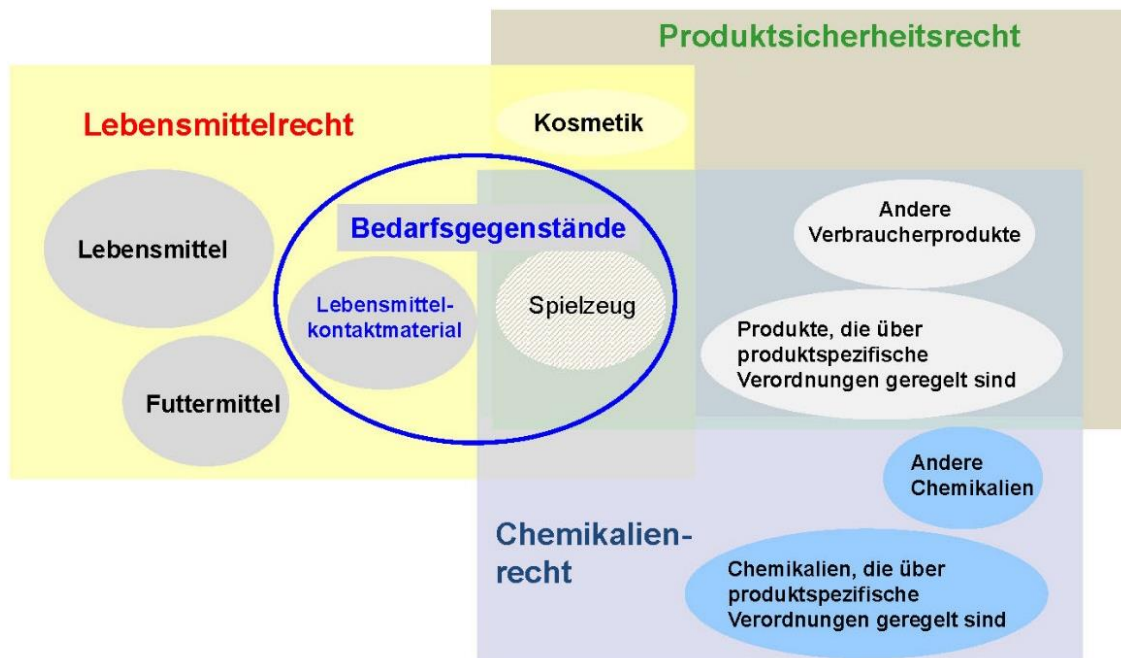 Produktsicherheitsrecht
Lebensmittelrecht
Kosmetik
Bedarfsgegenstände
Andere
Verbraucherprodukte
Lebensmittel
Lebensmittel-
kontaktmaterial
Spielzeug
Produkte, die über
produktspezifische
Verordnungen geregelt sind
Futtermittel
Andere
Chemikalien
Chemikalien-
recht
Chemikalien, die über
produktspezifische
Verordnungen geregelt sind